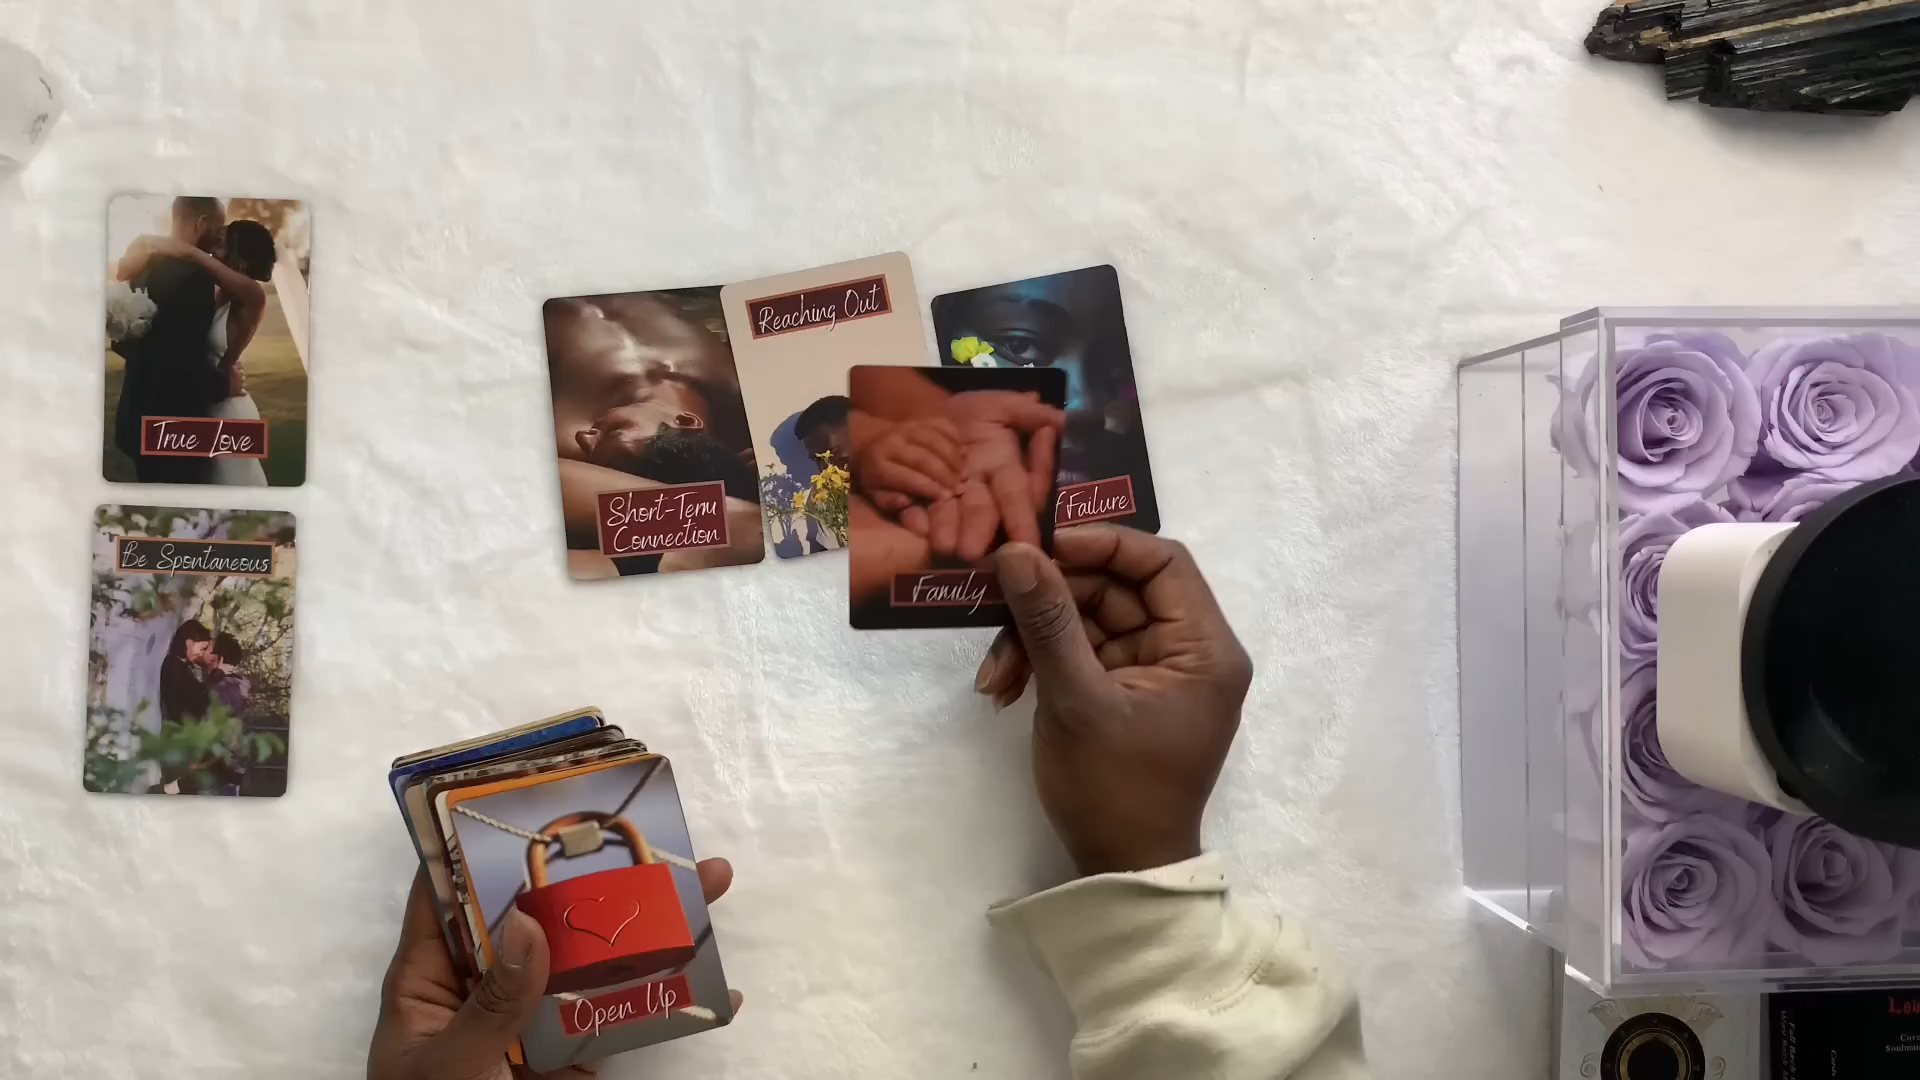 True Love
Be Spontaneous
Short-Term
Connection
Reaching Out
f Failure
Family
Open Up